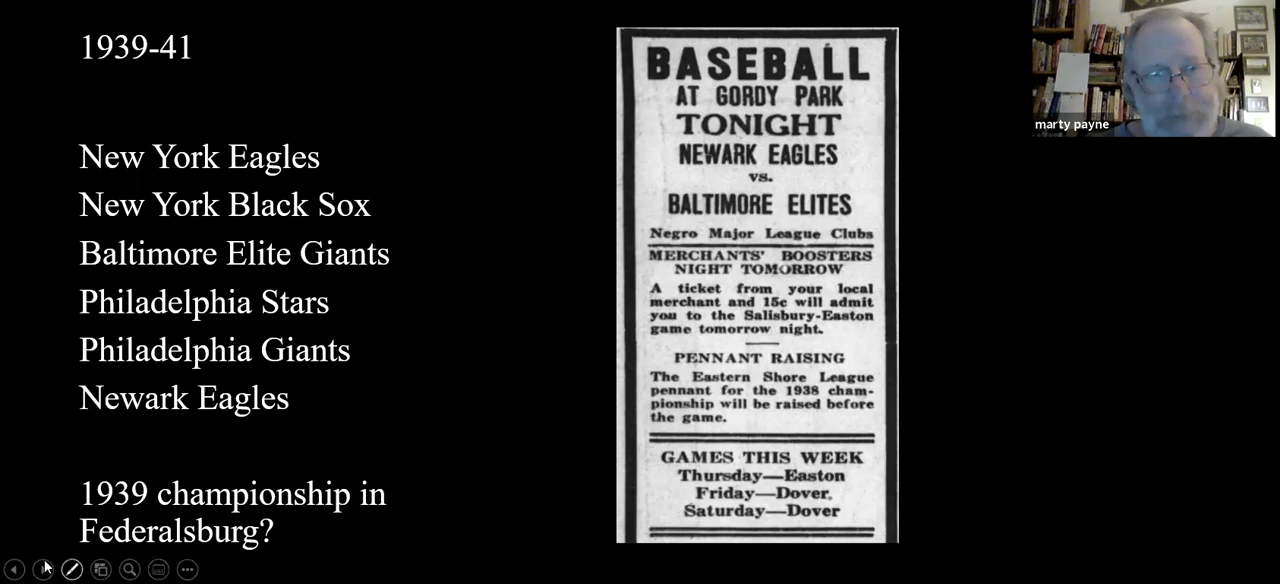 1939-41
New York Eagles
New York Black Sox
Baltimore Elite Giants
Philadelphia Stars
Philadelphia Giants
Newark Eagles
1939 championship in
Federalsburg?
BASEBALL
AT GORDY PARK
TONIGHT
NEWARK EAGLES
vs.
BALTIMORE ELITES
Negro Major League Clubs
MERCHANTS' BOOSTERS
NIGHT TOMORROW
A ticket from your local
merchant and 15c will admit
you to the Salisbury-Easton
game tomorrow night.
PENNANT RAISING
The Eastern Shore League
pennant for the 1938 cham-
pionship will be raised before
the game.
GAMES THIS WEEK
Thursday—Easton
Friday—Dover.
Saturday—Dover
marty payne